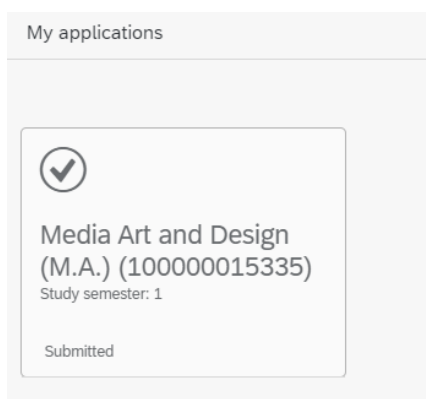 My applications
Media Art and Design
(M.A.) (100000015335)
Study semester: 1
Submitted